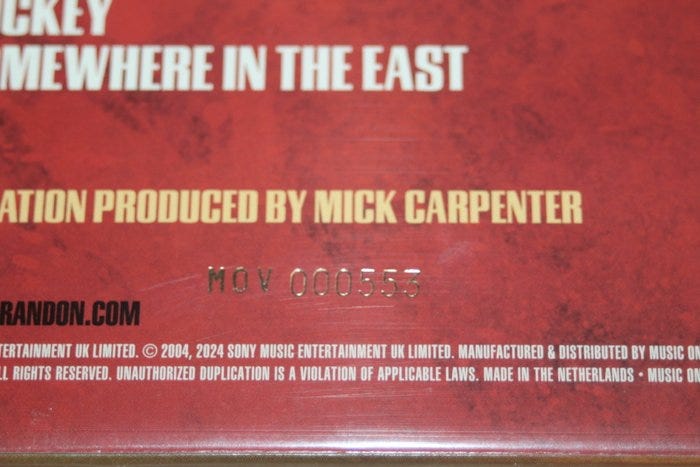 CKEY
MEWHERE IN THE EAST
ATION PRODUCED BY MICK CARPENTER
MOV 000553
RANDON.COM
TERTAINMENT UK LIMITED. © 2004, 2024 SONY MUSIC ENTERTAINMENT UK LIMITED. MANUFACTURED & DISTRIBUTED BY MUSIC ON
LL RIGHTS RESERVED. UNAUTHORIZED DUPLICATION IS A VIOLATION OF APPLICABLE LAWS. MADE IN THE NETHERLANDS • MUSIC ON